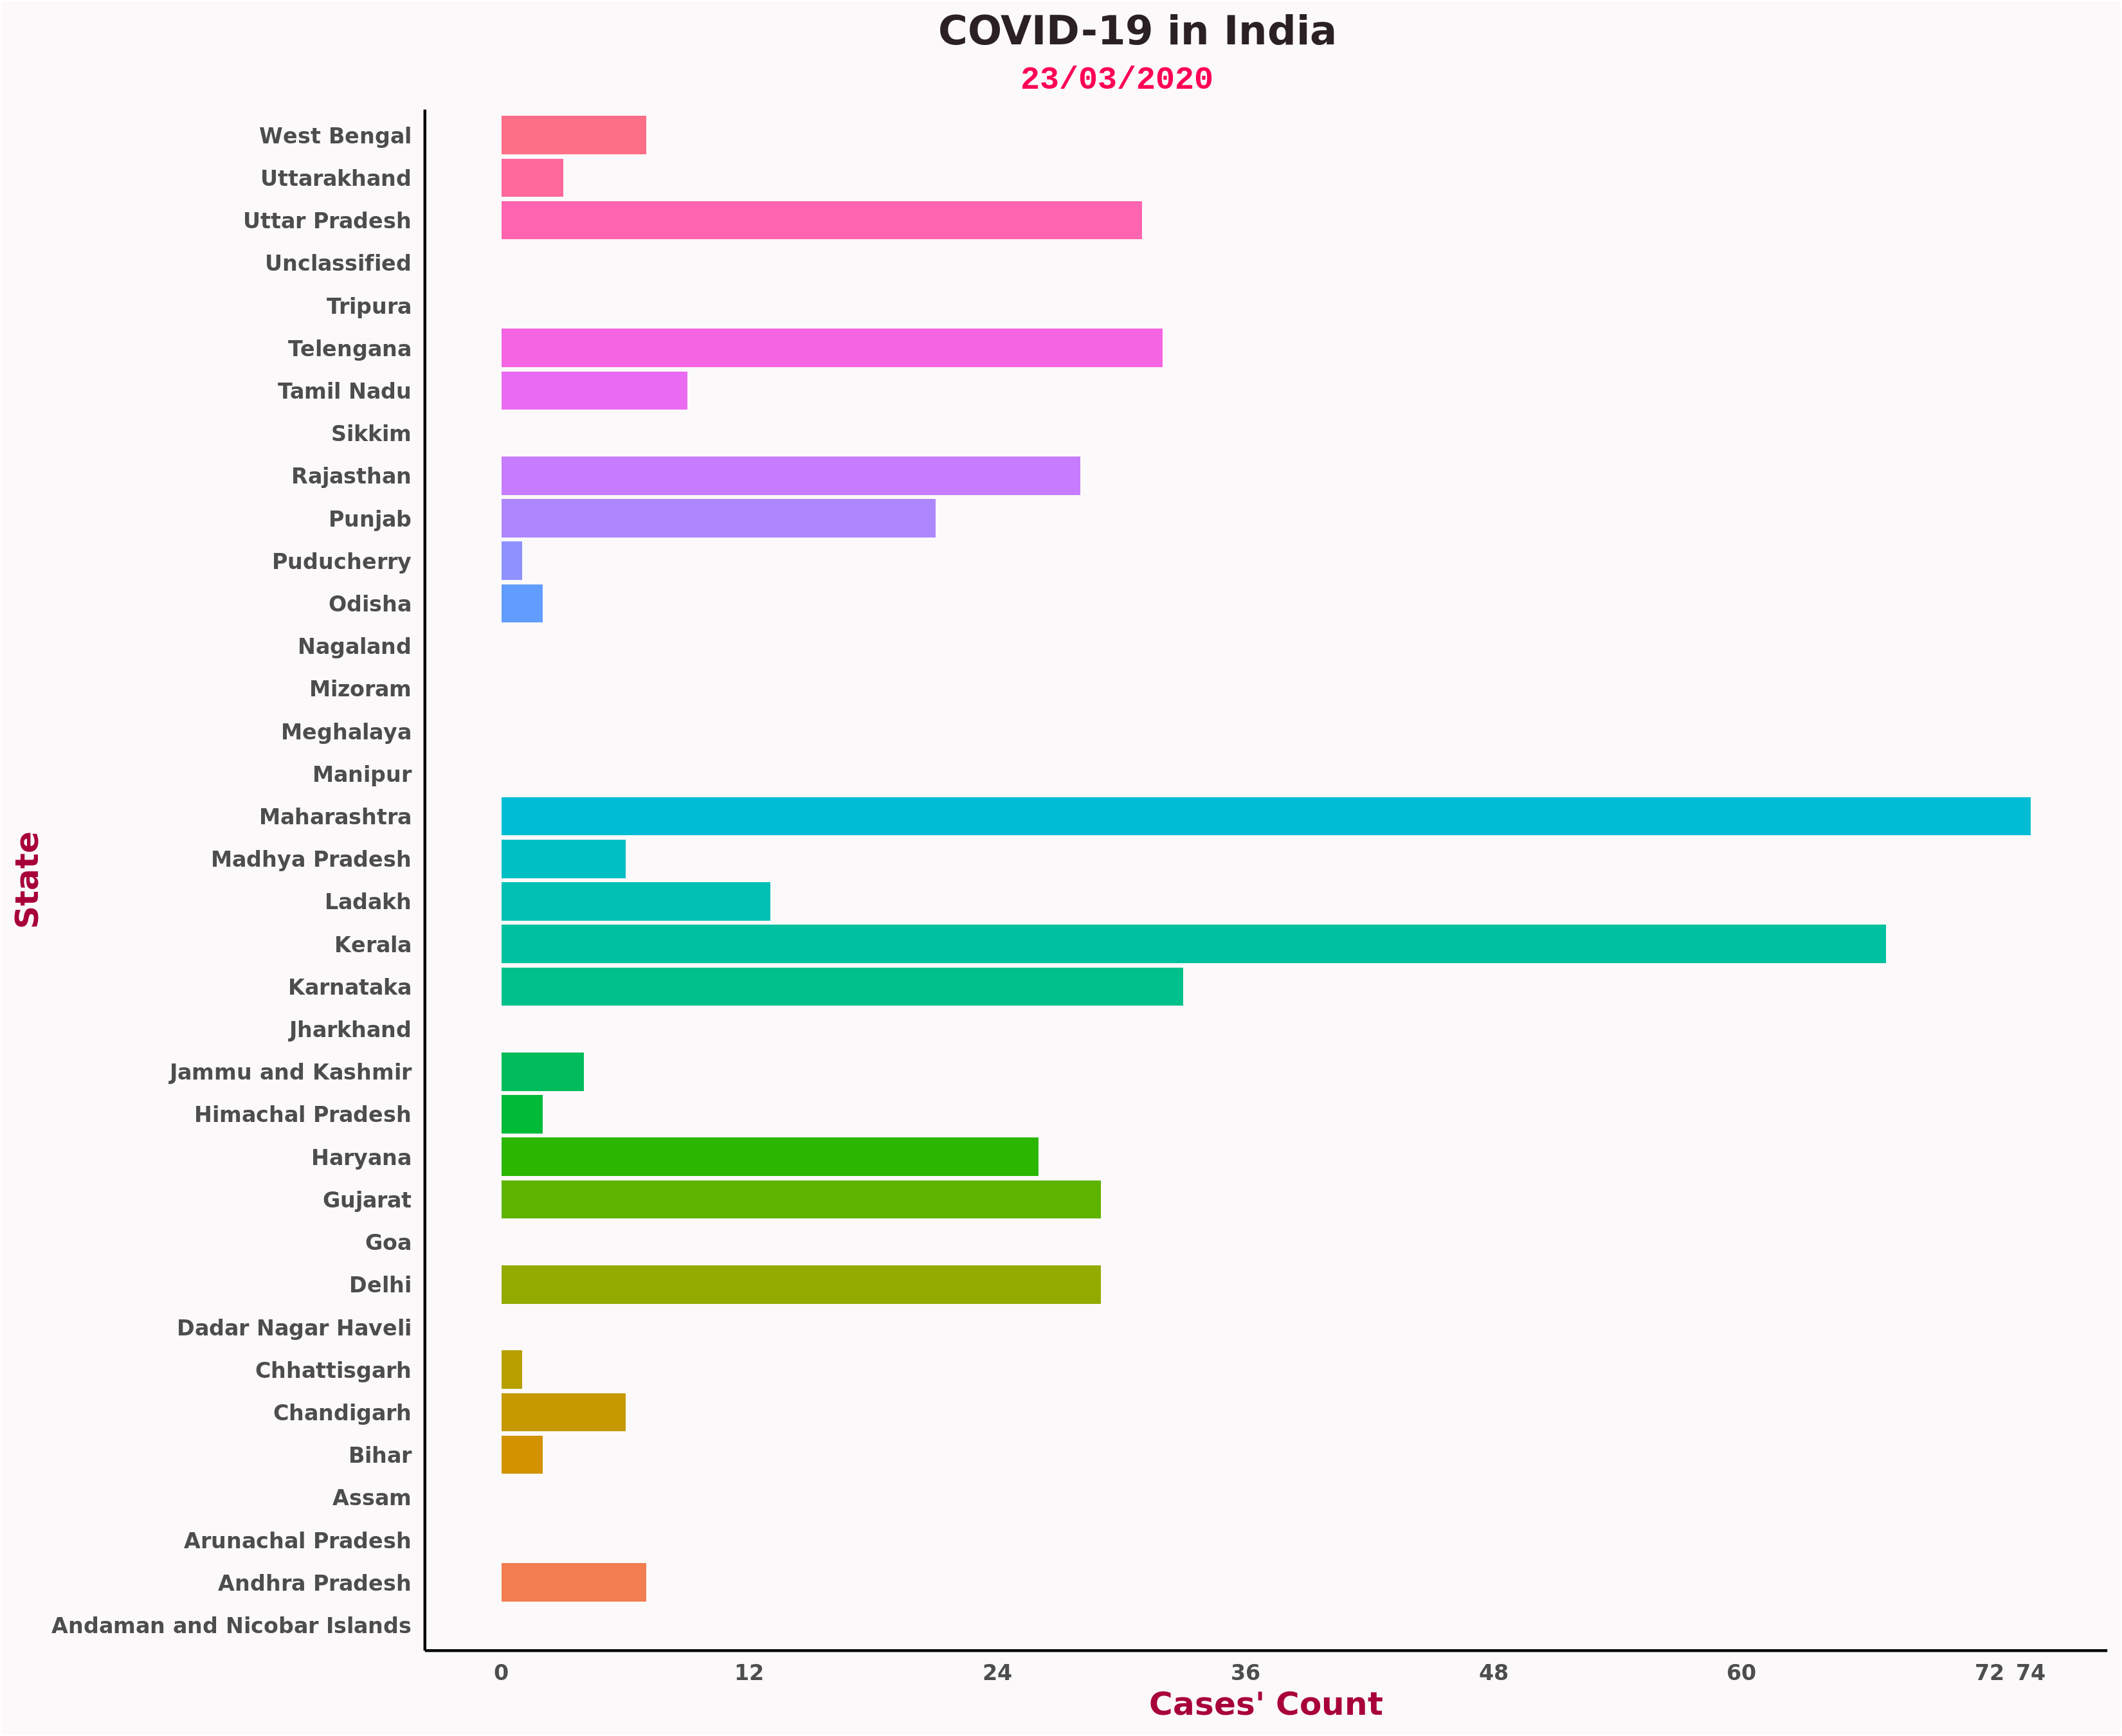 COVID-19 in India
23/03/2020
West Bengal
Uttarakhand
Uttar Pradesh
Unclassified
Tripura
Telengana
Tamil Nadu
Sikkim
Rajasthan
Punjab
Puducherry
Odisha
Nagaland
Mizoram
Meghalaya
Manipur
Maharashtra
Madhya Pradesh
Ladakh
Kerala
Karnataka
Jharkhand
Jammu and Kashmir
Himachal Pradesh
Haryana
Gujarat
Goa
Delhi
Dadar Nagar Haveli
Chhattisgarh
Chandigarh
Bihar
Assam
Arunachal Pradesh
Andhra Pradesh
Andaman and Nicobar Islands
State
0 12 24 36 48 60 72 74
Cases' Count